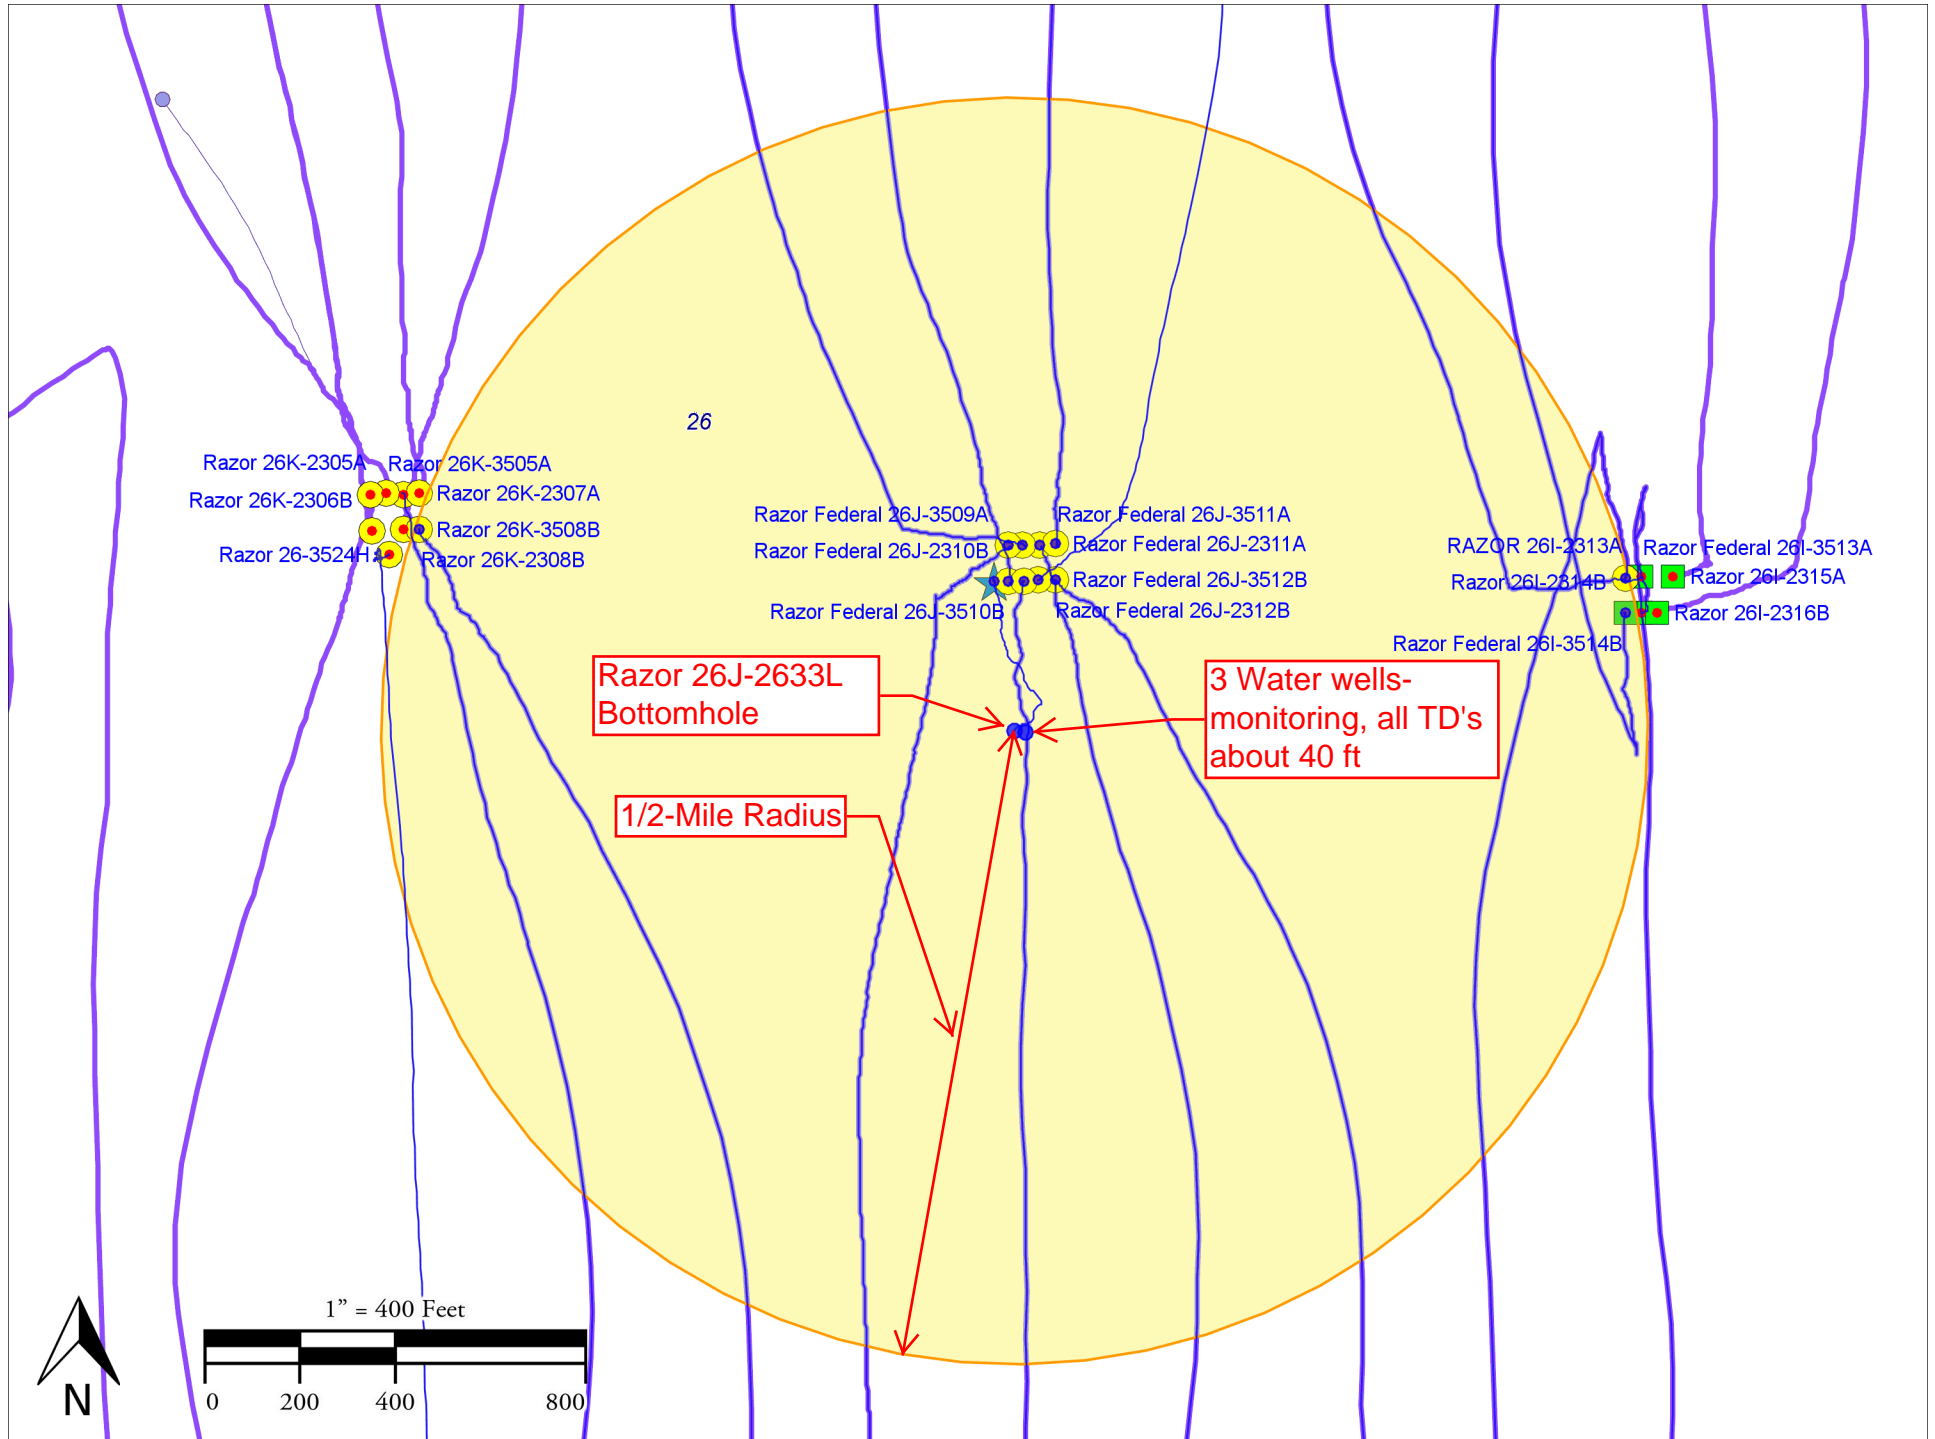 26
Razor 26K-2305A
Razor 26K-3505A
Razor 26K-2306B
Razor 26K-2307A
Razor 26K-3508B
Razor 26-3524H
Razor 26K-2308B
Razor Federal 26J-3509A
Razor Federal 26J-3511A
Razor Federal 26J-2310B
Razor Federal 26J-2311A
Razor Federal 26J-3512B
Razor Federal 26J-3510B
Razor Federal 26J-2312B
RAZOR 26I-2313A
Razor Federal 26I-3513A
Razor 26I-2314B
Razor 26I-2315A
Razor 26I-2316B
Razor Federal 26I-3514B
Razor 26J-2633L
Bottomhole
3 Water wells-
monitoring, all TD's
about 40 ft
1/2-Mile Radius
1” = 400 Feet
0 200 400 800
N